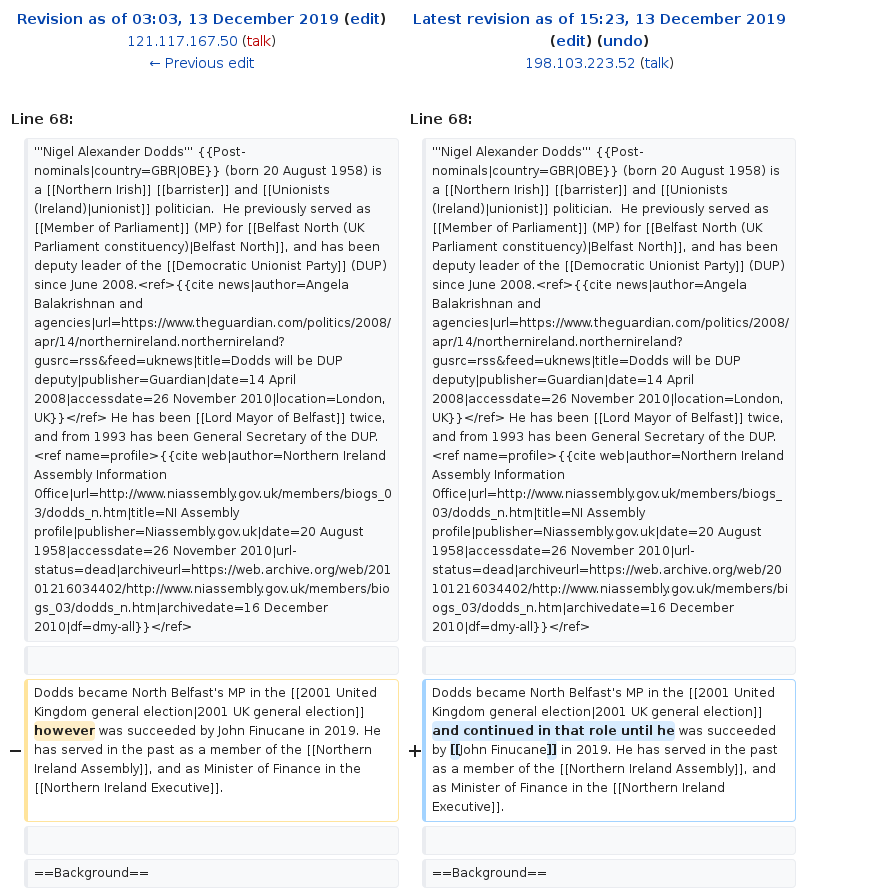 Revision as of 03:03, 13 December 2019 (edit)
121.117.167.50 (talk)
← Previous edit
Latest revision as of 15:23, 13 December 2019
(edit) (undo)
198.103.223.52 (talk)
Line 68:
'''Nigel Alexander Dodds''' {{Post-
nominals|country=GBR|OBE}} (born 20 August 1958) is
a [[Northern Irish]] [[barrister]] and [[Unionists
(Ireland)|unionist]] politician.  He previously served as
[[Member of Parliament]] (MP) for [[Belfast North (UK
Parliament constituency)|Belfast North]], and has been
deputy leader of the [[Democratic Unionist Party]] (DUP)
since June 2008.<ref>{{cite news|author=Angela
Balakrishnan and
agencies|url=https://www.theguardian.com/politics/2008/
apr/14/northernireland.northernireland?
gusrc=rss&feed=uknews|title=Dodds will be DUP
deputy|publisher=Guardian|date=14 April
2008|accessdate=26 November 2010|location=London,
UK}}</ref> He has been [[Lord Mayor of Belfast]] twice,
and from 1993 has been General Secretary of the DUP.
<ref name=profile>{{cite web|author=Northern Ireland
Assembly Information
Office|url=http://www.niassembly.gov.uk/members/biogs_0
3/dodds_n.htm|title=NI Assembly
profile|publisher=Niassembly.gov.uk|date=20 August
1958|accessdate=26 November 2010|url-
status=dead|archiveurl=https://web.archive.org/web/201
01216034402/http://www.niassembly.gov.uk/members/bio
gs_03/dodds_n.htm|archivedate=16 December
2010|df=dmy-all}}</ref>
− Dodds became North Belfast's MP in the [[2001 United
Kingdom general election|2001 UK general election]]
however was succeeded by John Finucane in 2019. He
has served in the past as a member of the [[Northern
Ireland Assembly]], and as Minister of Finance in the
[[Northern Ireland Executive]].
==Background==
Line 68:
'''Nigel Alexander Dodds''' {{Post-
nominals|country=GBR|OBE}} (born 20 August 1958) is
a [[Northern Irish]] [[barrister]] and [[Unionists
(Ireland)|unionist]] politician.  He previously served as
[[Member of Parliament]] (MP) for [[Belfast North (UK
Parliament constituency)|Belfast North]], and has been
deputy leader of the [[Democratic Unionist Party]] (DUP)
since June 2008.<ref>{{cite news|author=Angela
Balakrishnan and
agencies|url=https://www.theguardian.com/politics/2008/
apr/14/northernireland.northernireland?
gusrc=rss&feed=uknews|title=Dodds will be DUP
deputy|publisher=Guardian|date=14 April
2008|accessdate=26 November 2010|location=London,
UK}}</ref> He has been [[Lord Mayor of Belfast]] twice,
and from 1993 has been General Secretary of the DUP.
<ref name=profile>{{cite web|author=Northern Ireland
Assembly Information
Office|url=http://www.niassembly.gov.uk/members/biogs_
03/dodds_n.htm|title=NI Assembly
profile|publisher=Niassembly.gov.uk|date=20 August
1958|accessdate=26 November 2010|url-
status=dead|archiveurl=https://web.archive.org/web/20
101216034402/http://www.niassembly.gov.uk/members/bi
ogs_03/dodds_n.htm|archivedate=16 December
2010|df=dmy-all}}</ref>
+ Dodds became North Belfast's MP in the [[2001 United
Kingdom general election|2001 UK general election]]
and continued in that role until he was succeeded
by [[John Finucane]] in 2019. He has served in the past
as a member of the [[Northern Ireland Assembly]], and
as Minister of Finance in the [[Northern Ireland
Executive]].
==Background==